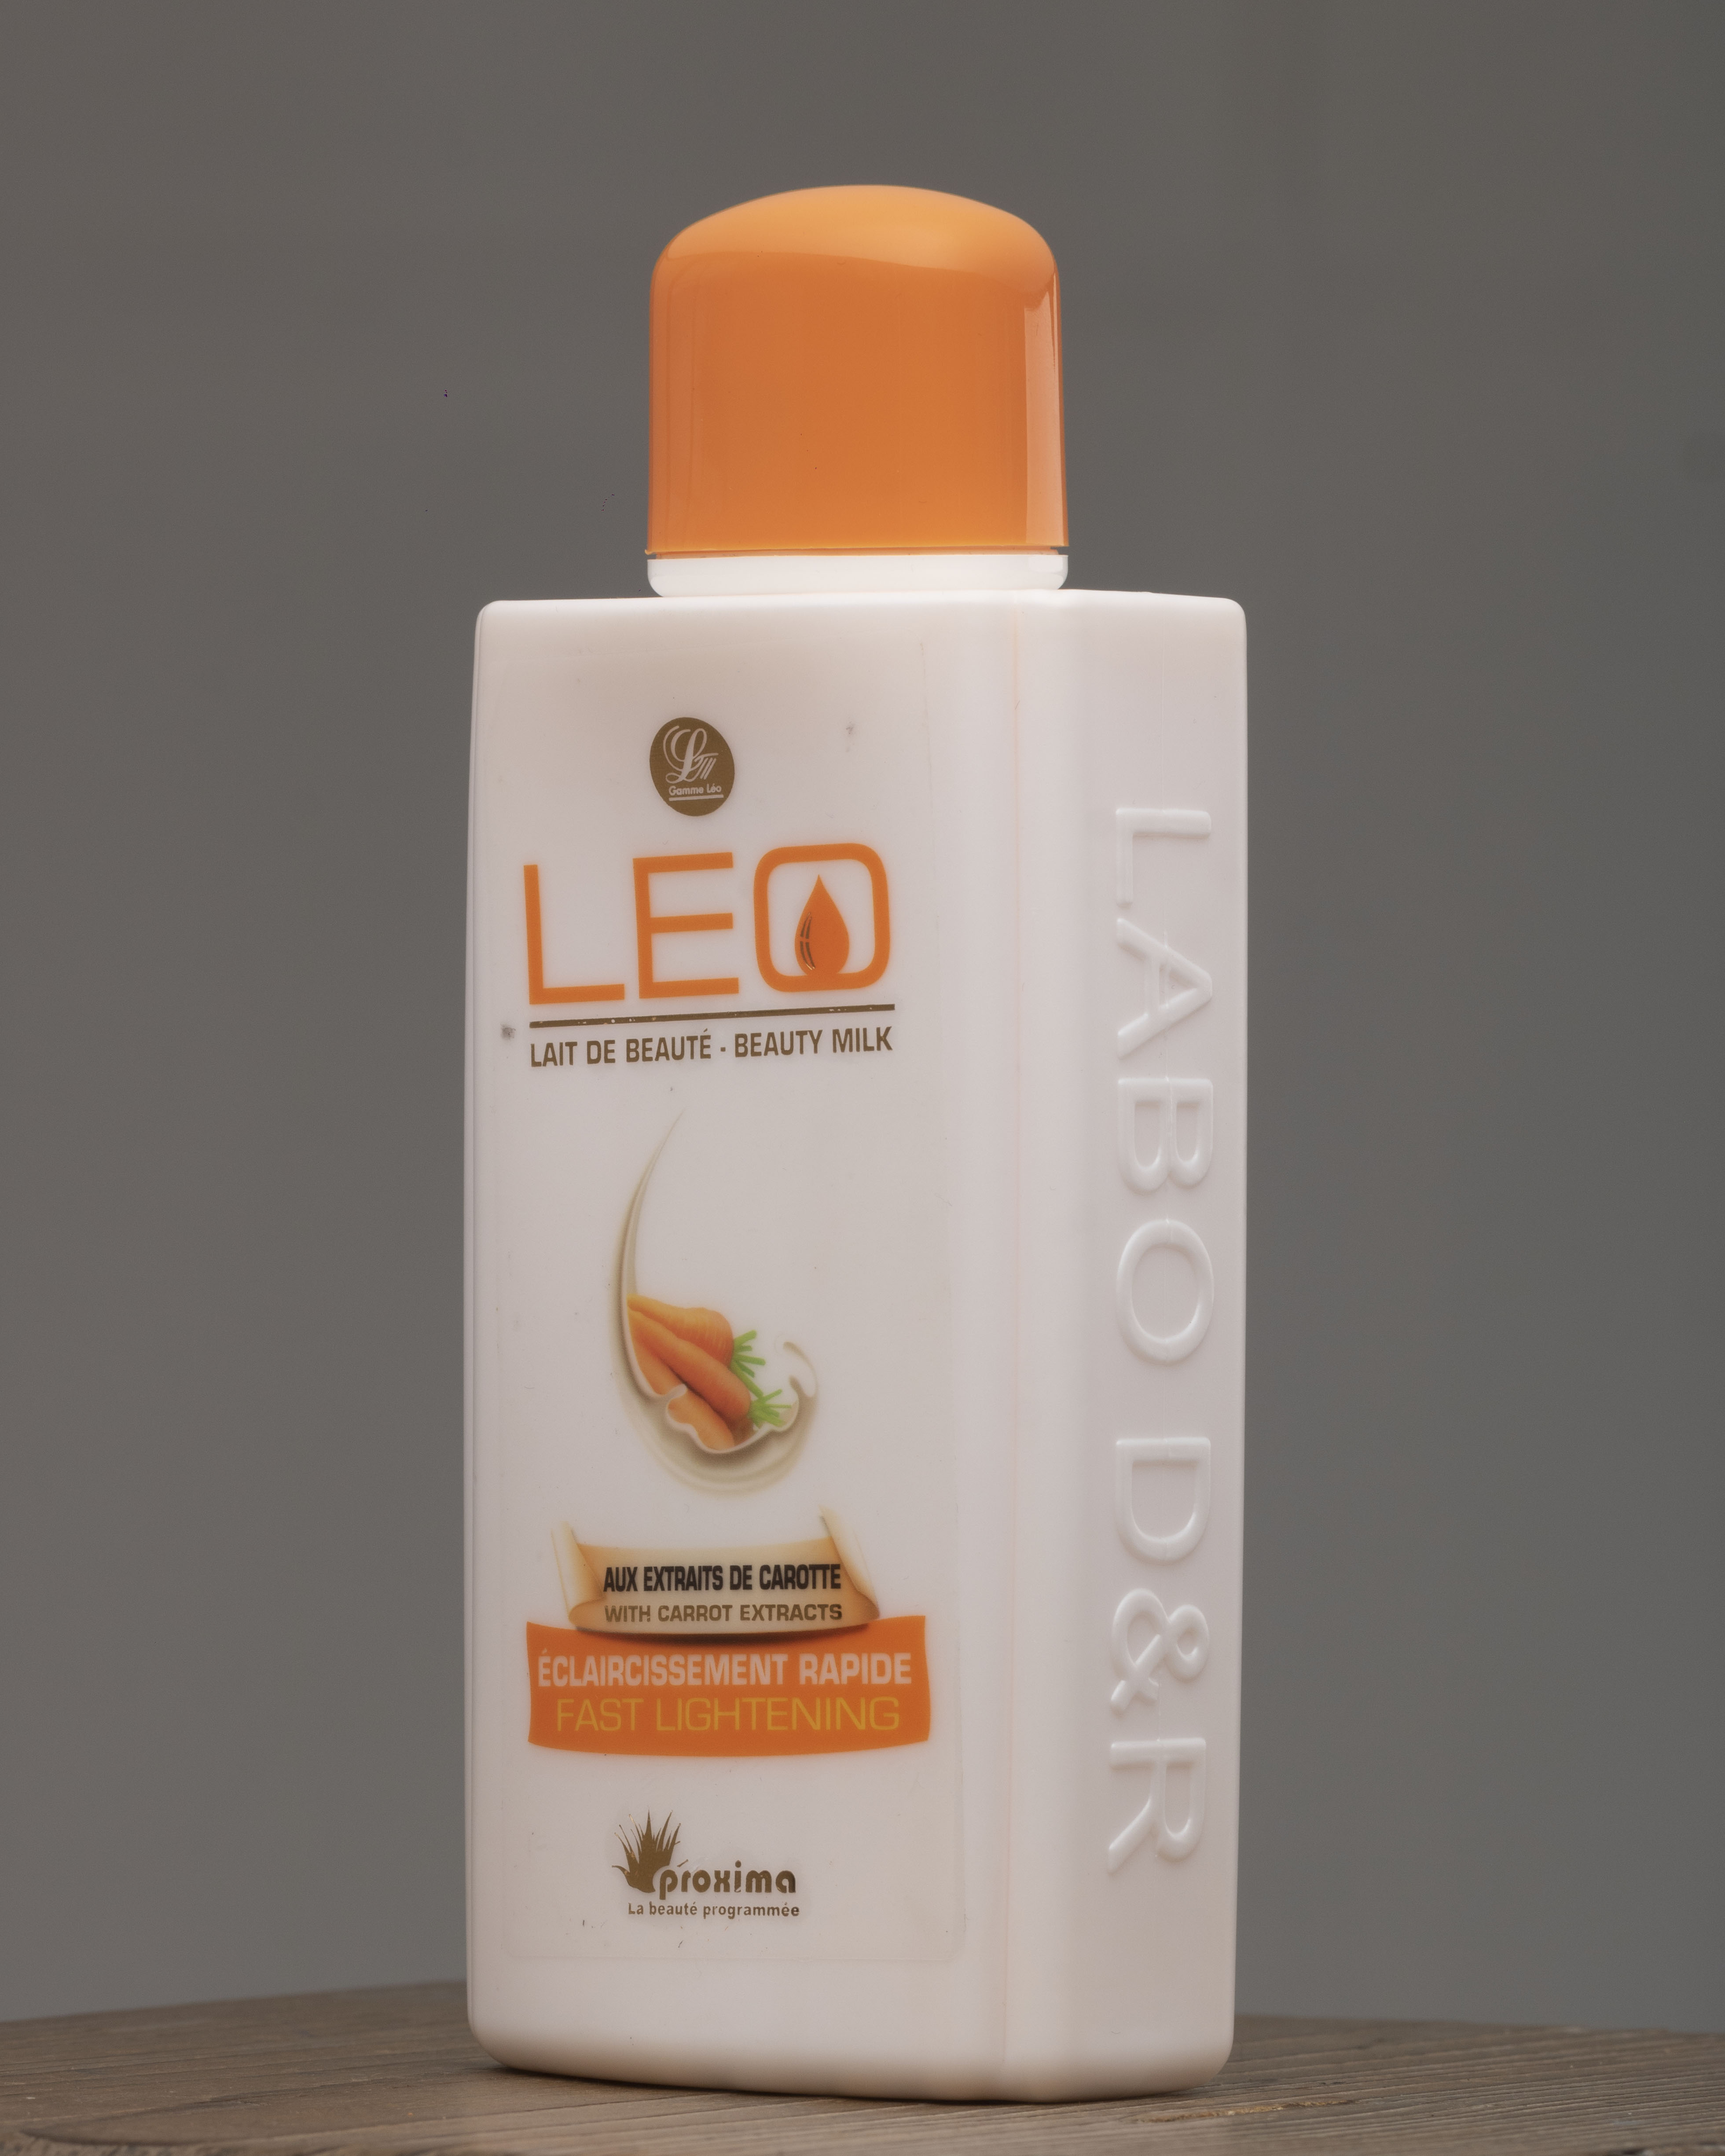 Gamme Léo
LEO
LAIT DE BEAUTÉ - BEAUTY MILK
AUX EXTRAITS DE CAROTTE
WITH CARROT EXTRACTS
ÉCLAIRCISSEMENT RAPIDE
FAST LIGHTENING
proxima
La beauté programmée
LABO D&R